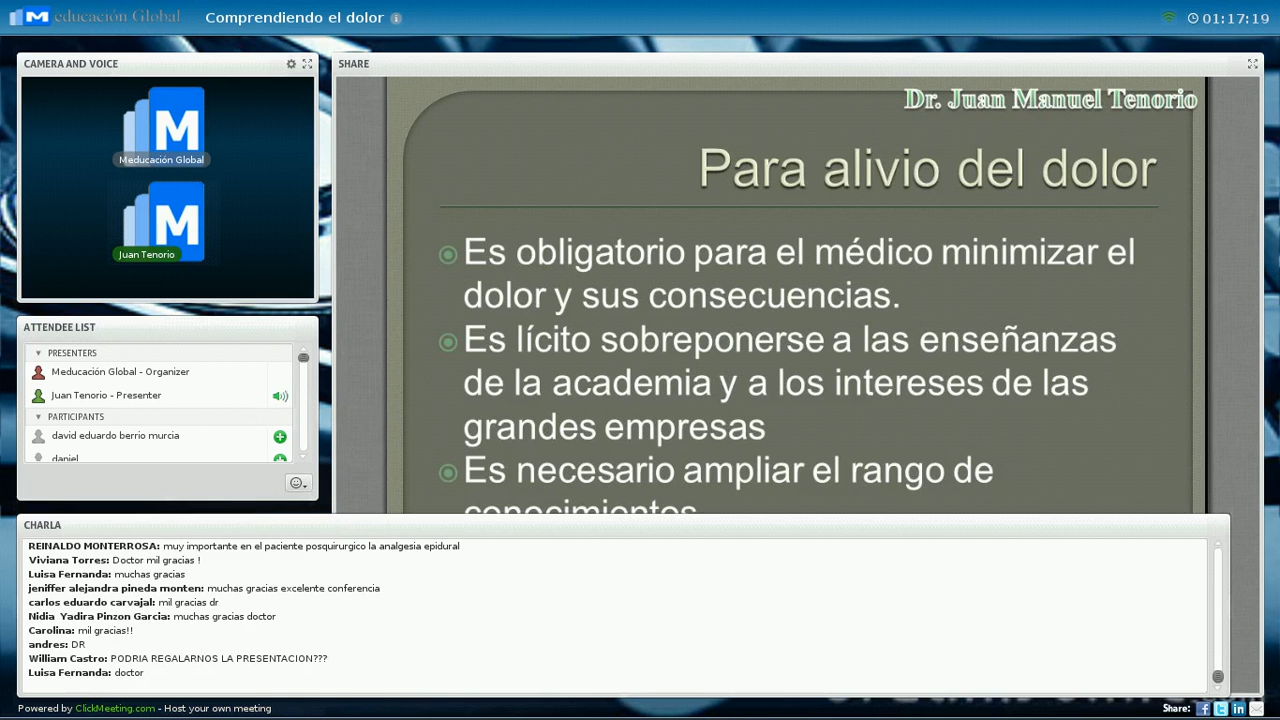 M educación Global
Comprendiendo el dolor
01:17:19
CAMERA AND VOICE
M
Meducación Global
M
Juan Tenorio
ATTENDEE LIST
PRESENTERS
Meducación Global - Organizer
Juan Tenorio - Presenter
PARTICIPANTS
david eduardo berrio murcia
daniel
SHARE
Dr. Juan Manuel Tenorio
Para alivio del dolor
Es obligatorio para el médico minimizar el
dolor y sus consecuencias.
Es lícito sobreponerse a las enseñanzas
de la academia y a los intereses de las
grandes empresas
Es necesario ampliar el rango de
conocimientos
CHARLA
REINALDO MONTERROSA: muy importante en el paciente posquirurgico la analgesia epidural
Viviana Torres: Doctor mil gracias !
Luisa Fernanda: muchas gracias
jeniffer alejandra pineda monten: muchas gracias excelente conferencia
carlos eduardo carvajal: mil gracias dr
Nidia Yadira Pinzon Garcia: muchas gracias doctor
Carolina: mil gracias!!
andres: DR
William Castro: PODRIA REGALARNOS LA PRESENTACION???
Luisa Fernanda: doctor
Powered by ClickMeeting.com - Host your own meeting
Share: